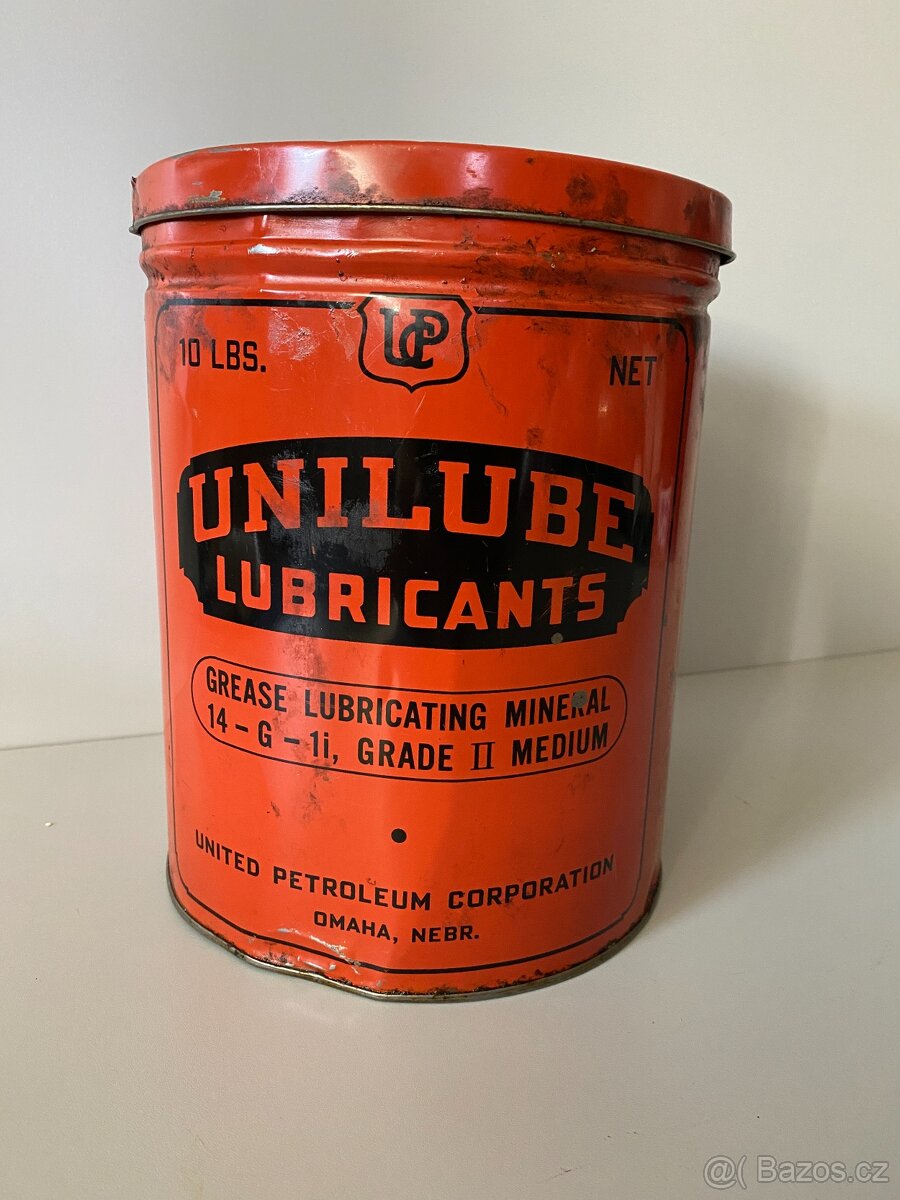 UCP
10 LBS.
NET
UNILUBE
LUBRICANTS
GREASE LUBRICATING MINERAL
14-G-1i, GRADE II MEDIUM
UNITED PETROLEUM CORPORATION
OMAHA, NEBR.
@( Bazos.cz